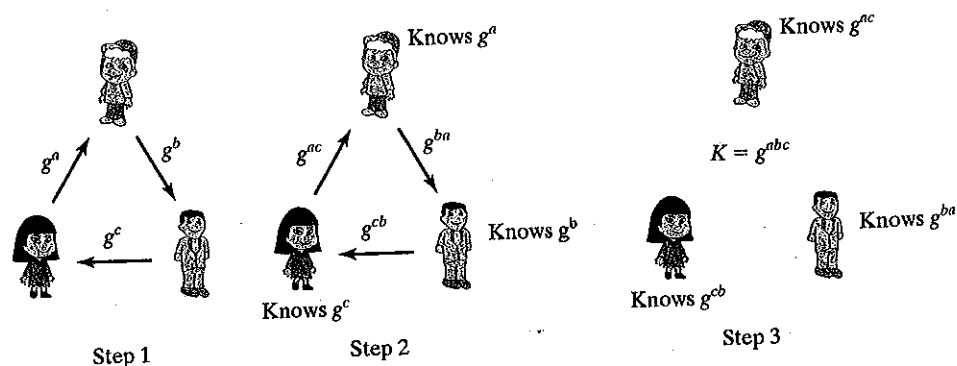 g^a
g^b
g^c
Step 1
Knows g^a
g^ac
g^ba
g^cb
Knows g^b
Knows g^c
Step 2
Knows g^ac
K = g^abc
Knows g^ba
Knows g^cb
Step 3